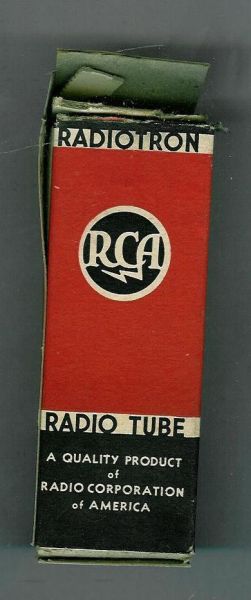 RADIOTRON
RCA
RADIO TUBE
A QUALITY PRODUCT
of
RADIO CORPORATION
of AMERICA